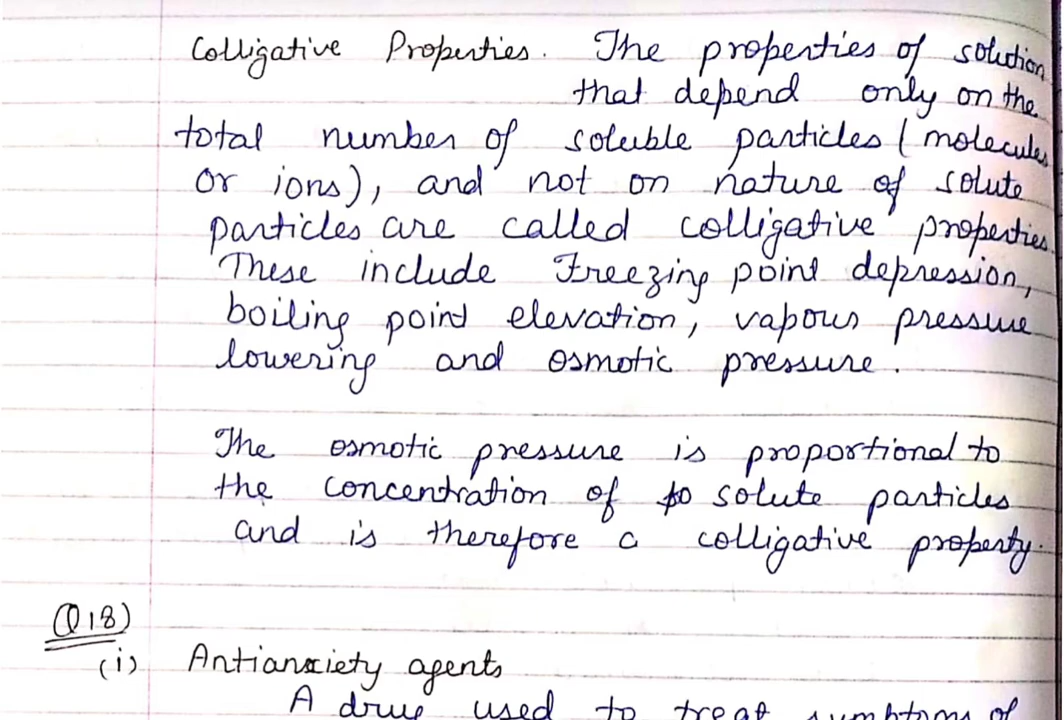 Colligative Properties. The properties of solution
that depend only on the
total number of soluble particles (molecules
or ions), and not on nature of solute
particles are called colligative properties.
These include Freezing point depression,
boiling point elevation, vapour pressure
lowering and osmotic pressure.
The osmotic pressure is proportional to
the concentration of solute particles
and is therefore a colligative property.
Q18)
(i) Antianxiety agents
A drug used to treat symptoms of